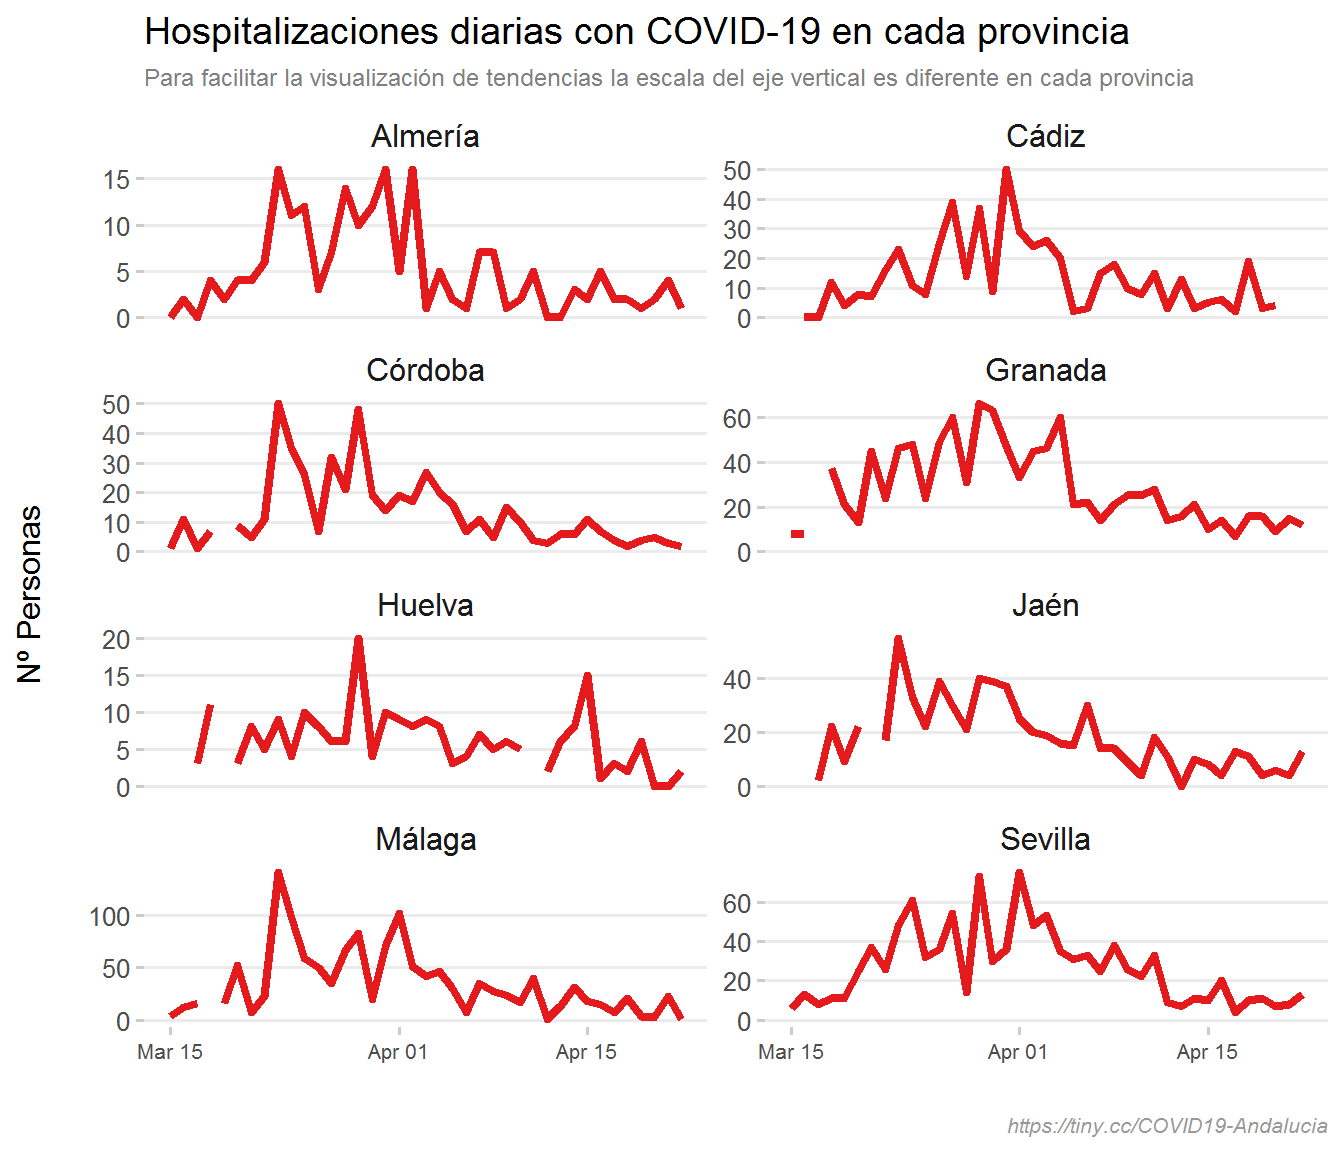 Hospitalizaciones diarias con COVID-19 en cada provincia
Para facilitar la visualización de tendencias la escala del eje vertical es diferente en cada provincia
Nº Personas
Almería
15
10
5
0
Cádiz
50
40
30
20
10
0
Córdoba
50
40
30
20
10
0
Granada
60
40
20
0
Huelva
20
15
10
5
0
Jaén
40
20
0
Málaga
100
50
0
Sevilla
60
40
20
0
Mar 15 Apr 01 Apr 15
Mar 15 Apr 01 Apr 15
https://tiny.cc/COVID19-Andalucia